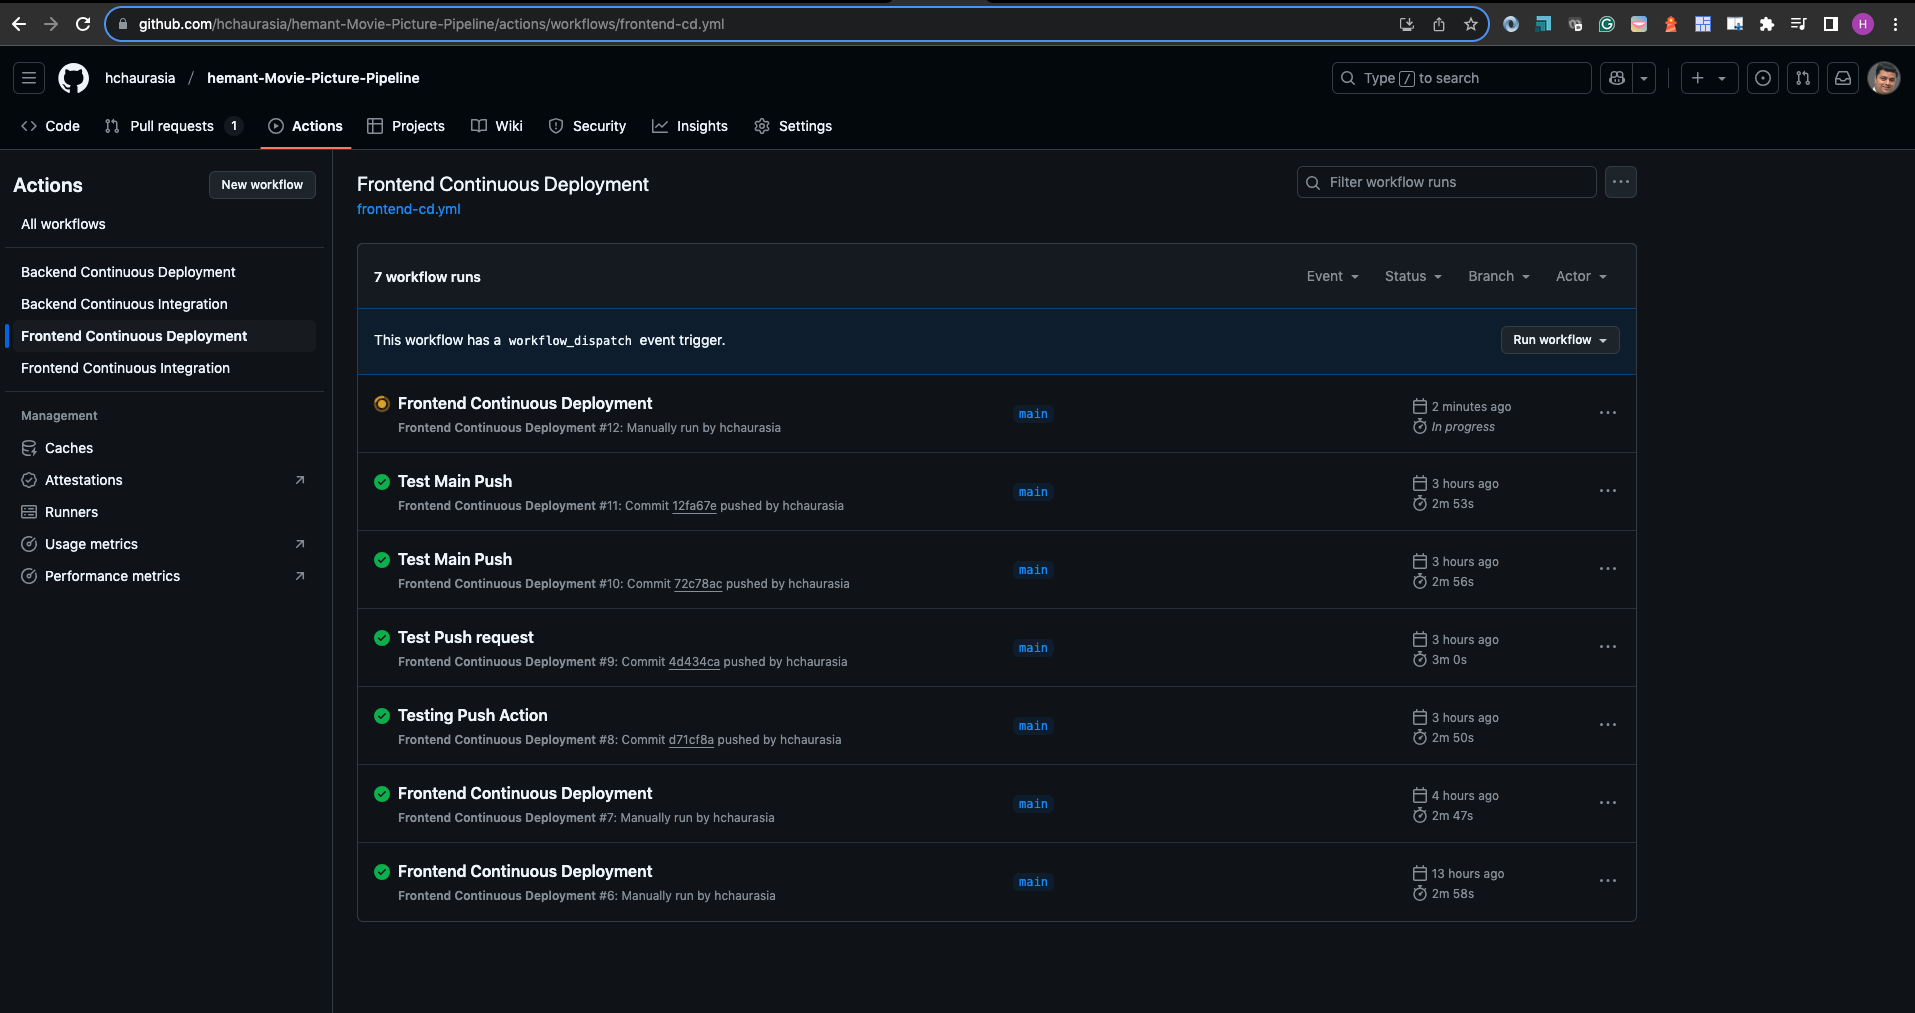 github.com/hchaurasia/hemant-Movie-Picture-Pipeline/actions/workflows/frontend-cd.yml
H
hchaurasia / hemant-Movie-Picture-Pipeline
Type / to search
Code
Pull requests 1
Actions
Projects
Wiki
Security
Insights
Settings
Actions
New workflow
All workflows
Backend Continuous Deployment
Backend Continuous Integration
Frontend Continuous Deployment
Frontend Continuous Integration
Management
Caches
Attestations
Runners
Usage metrics
Performance metrics
Frontend Continuous Deployment
frontend-cd.yml
Filter workflow runs
7 workflow runs
Event
Status
Branch
Actor
This workflow has a workflow_dispatch event trigger.
Run workflow
Frontend Continuous Deployment
Frontend Continuous Deployment #12: Manually run by hchaurasia
main
2 minutes ago
In progress
Test Main Push
Frontend Continuous Deployment #11: Commit 12fa67e pushed by hchaurasia
main
3 hours ago
2m 53s
Test Main Push
Frontend Continuous Deployment #10: Commit 72c78ac pushed by hchaurasia
main
3 hours ago
2m 56s
Test Push request
Frontend Continuous Deployment #9: Commit 4d434ca pushed by hchaurasia
main
3 hours ago
3m 0s
Testing Push Action
Frontend Continuous Deployment #8: Commit d71cf8a pushed by hchaurasia
main
3 hours ago
2m 50s
Frontend Continuous Deployment
Frontend Continuous Deployment #7: Manually run by hchaurasia
main
4 hours ago
2m 47s
Frontend Continuous Deployment
Frontend Continuous Deployment #6: Manually run by hchaurasia
main
13 hours ago
2m 58s